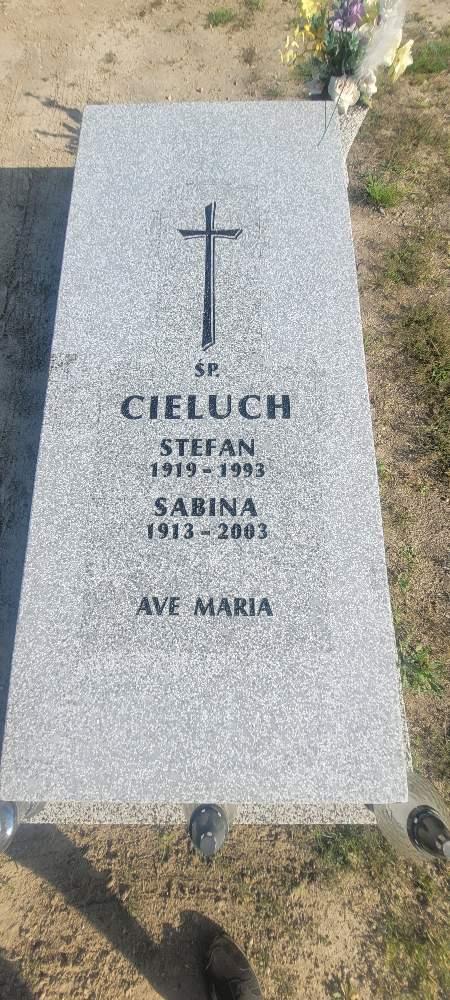 ŚP.
CIELUCH
STEFAN
1919 - 1993
SABINA
1913 - 2003
AVE MARIA